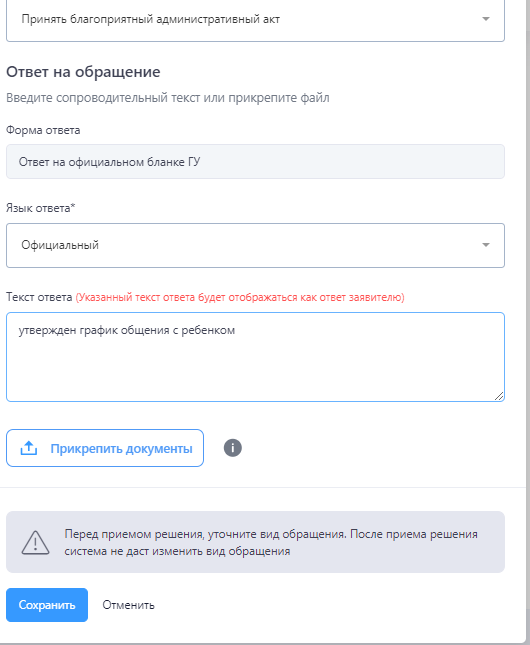 Принять благоприятный административный акт
Ответ на обращение
Введите сопроводительный текст или прикрепите файл
Форма ответа
Ответ на официальном бланке ГУ
Язык ответа*
Официальный
Текст ответа (Указанный текст ответа будет отображаться как ответ заявителю)
утвержден график общения с ребенком
Прикрепить документы
Перед приемом решения, уточните вид обращения. После приема решения
система не даст изменить вид обращения
Сохранить Отменить